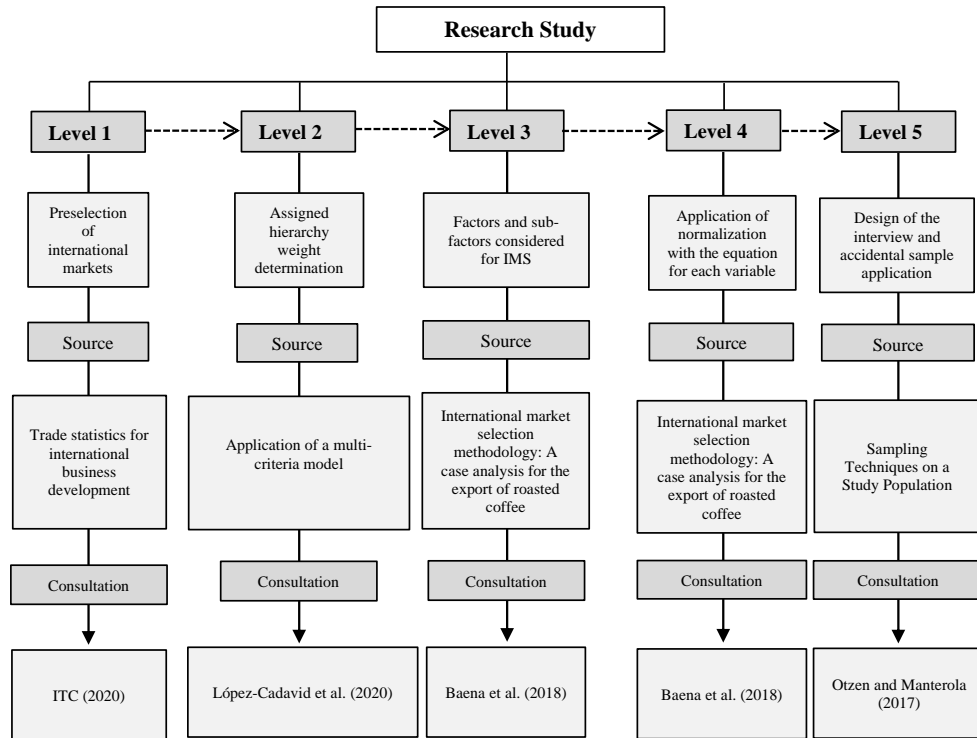 Research Study
Level 1
Level 2
Level 3
Level 4
Level 5
Preselection
of
international
markets
Assigned
hierarchy
weight
determination
Factors and sub-
factors considered
for IMS
Application of
normalization
with the equation
for each variable
Design of the
interview and
accidental sample
application
Source
Source
Source
Source
Source
Trade statistics for
international
business
development
Application of a multi-
criteria model
International market
selection
methodology: A
case analysis for the
export of roasted
coffee
International market
selection
methodology: A
case analysis for the
export of roasted
coffee
Sampling
Techniques on a
Study Population
Consultation
Consultation
Consultation
Consultation
Consultation
ITC (2020)
López-Cadavid et al. (2020)
Baena et al. (2018)
Baena et al. (2018)
Otzen and Manterola
(2017)